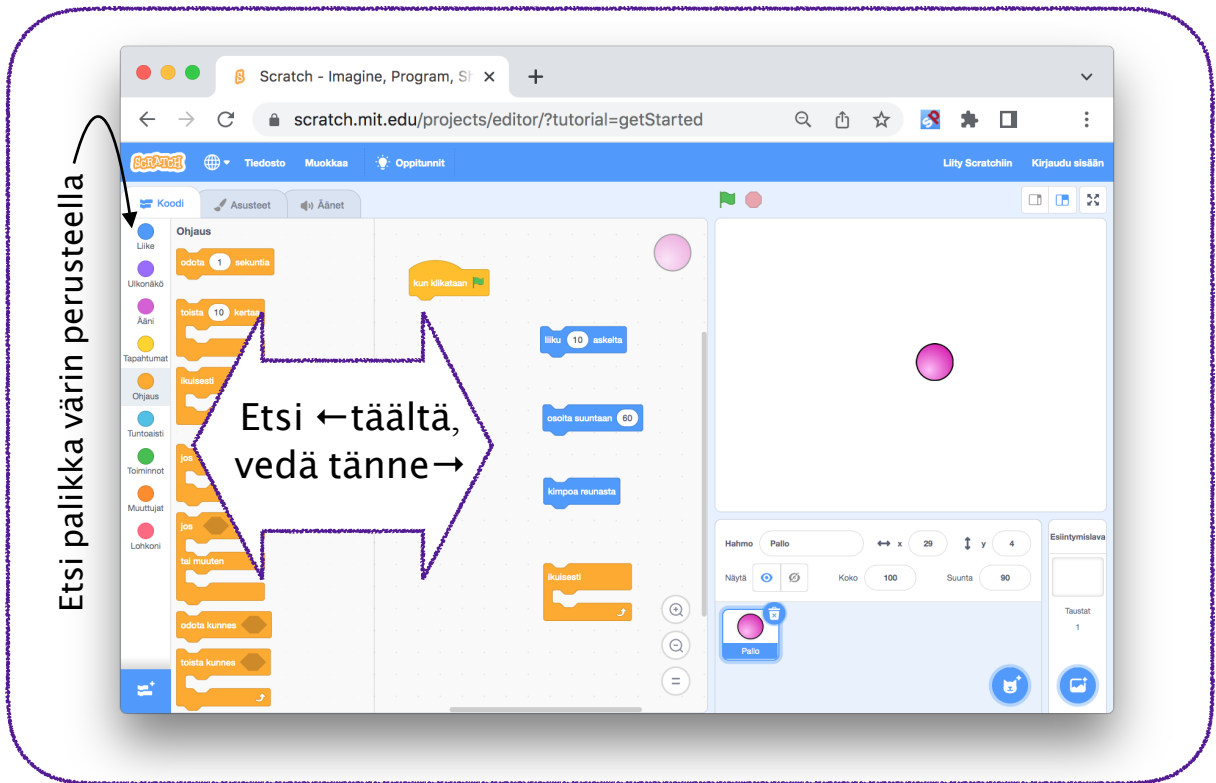 Etsi palikka värin perusteella
Scratch - Imagine, Program, Sh
scratch.mit.edu/projects/editor/?tutorial=getStarted
SCRATCH
Tiedosto
Muokkaa
Oppitunnit
Liity Scratchiin
Kirjaudu sisään
Koodi
Asusteet
Äänet
Liike
Ulkonäkö
Ääni
Tapahtumat
Ohjaus
Tuntoaisti
Toiminnot
Muuttujat
Lohkoni
Ohjaus
odota 1 sekuntia
toista 10 kertaa
ikuisesti
jos
jos
tai muuten
odota kunnes
toista kunnes
Etsi ←täältä,
vedä tänne→
kun klikataan
liiku 10 askelta
osoita suuntaan 60
kimpoa reunasta
ikuisesti
Hahmo Pallo
x 29
y 4
Näytä
Koko 100
Suunta 90
Pallo
Esiintymislava
Taustat
1